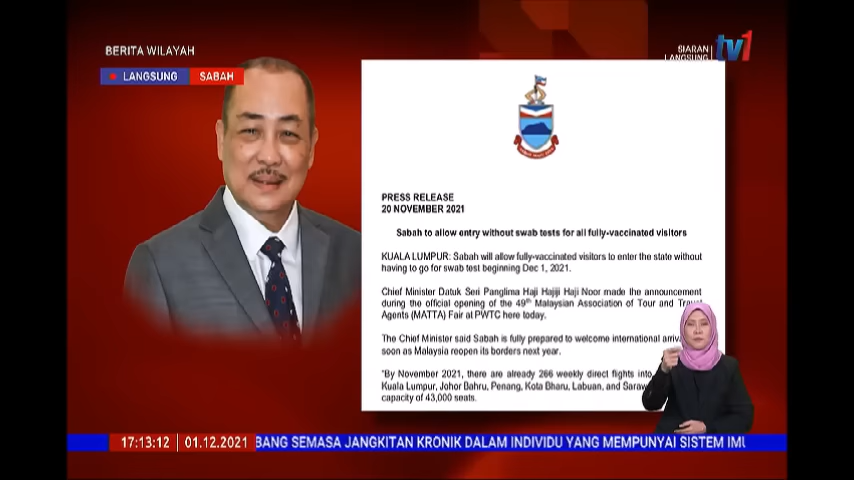 BERITA WILAYAH
LANGSUNG SABAH
SIARAN
LANGSUNG
tv1
PRESS RELEASE
20 NOVEMBER 2021
Sabah to allow entry without swab tests for all fully-vaccinated visitors
KUALA LUMPUR: Sabah will allow fully-vaccinated visitors to enter the state without
having to go for swab test beginning Dec 1, 2021.
Chief Minister Datuk Seri Panglima Haji Hajiji Haji Noor made the announcement
during the official opening of the 49th Malaysian Association of Tour and Travel
Agents (MATTA) Fair at PWTC here today.
The Chief Minister said Sabah is fully prepared to welcome international
soon as Malaysia reopen its borders next year.
"By November 2021, there are already 266 weekly direct flights into
Kuala Lumpur, Johor Bahru, Penang, Kota Bharu, Labuan, and
capacity of 43,000 seats.
17:13:12 01.12.2021 BANG SEMASA JANGKITAN KRONIK DALAM INDIVIDU YANG MEMPUNYAI SISTEM